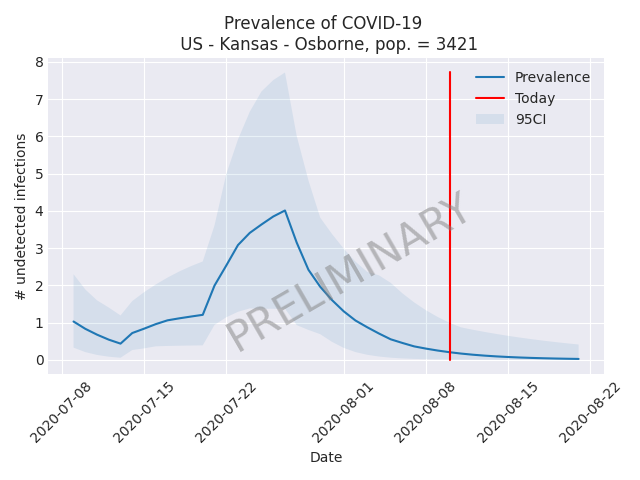 Prevalence of COVID-19
US - Kansas - Osborne, pop. = 3421
8
7
6
5
4
3
2
1
0
# undetected infections
Prevalence
Today
95CI
PRELIMINARY
2020-07-08
2020-07-15
2020-07-22
2020-08-01
2020-08-08
2020-08-15
2020-08-22
Date